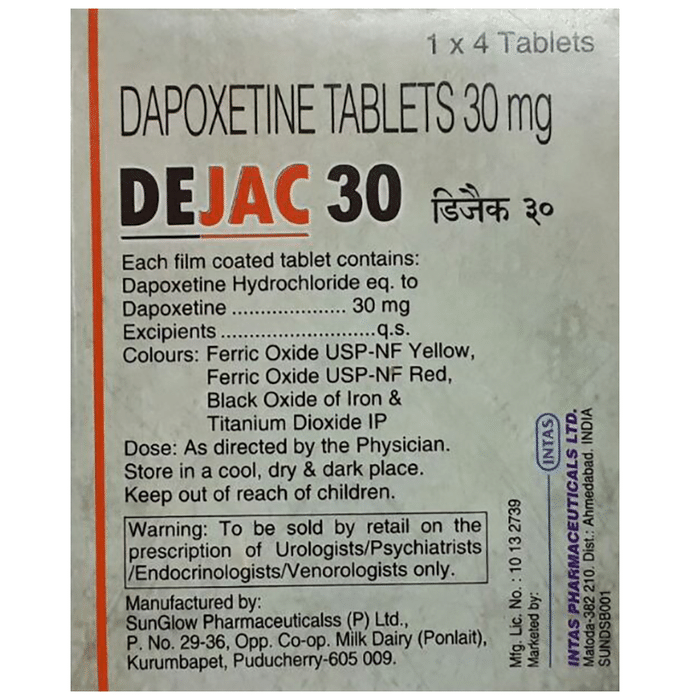 1 x 4 Tablets
DAPOXETINE TABLETS 30 mg
DEJAC 30 डिजैक ३०
Each film coated tablet contains:
Dapoxetine Hydrochloride eq. to
Dapoxetine .................... 30 mg
Excipients ...........................q.s.
Colours: Ferric Oxide USP-NF Yellow,
Ferric Oxide USP-NF Red,
Black Oxide of Iron &
Titanium Dioxide IP
Dose: As directed by the Physician.
Store in a cool, dry & dark place.
Keep out of reach of children.
Warning: To be sold by retail on the
prescription of Urologists/Psychiatrists
/Endocrinologists/Venorologists only.
Manufactured by:
SunGlow Pharmaceuticalss (P) Ltd.,
P. No. 29-36, Opp. Co-op. Milk Dairy (Ponlait),
Kurumbapet, Puducherry-605 009.
Mfg. Lic. No. : 10 13 2739
Marketed by:
INTAS
INTAS PHARMACEUTICALS LTD.
Matoda-382 210. Dist.: Ahmedabad. INDIA
SUNDSB001